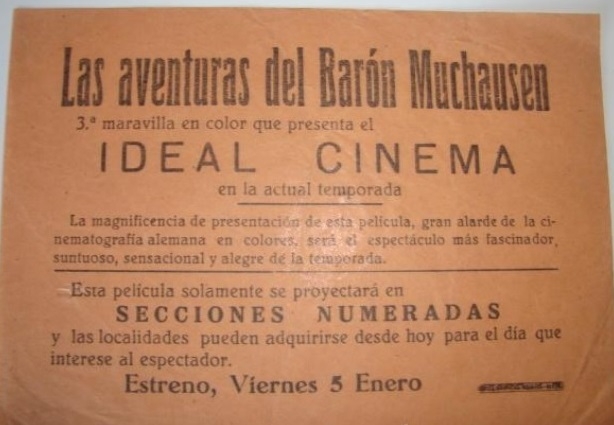 Las aventuras del Barón Muchausen
3.ª maravilla en color que presenta el
IDEAL CINEMA
en la actual temporada
La magnificencia de presentación de esta película, gran alarde de la ci-
nematografía alemana en colores, será el espectáculo más fascinador,
suntuoso, sensacional y alegre de la temporada.
Esta película solamente se proyectará en
SECCIONES NUMERADAS
y las localidades pueden adquirirse desde hoy para el día que
interese al espectador.
Estreno, Viernes 5 Enero